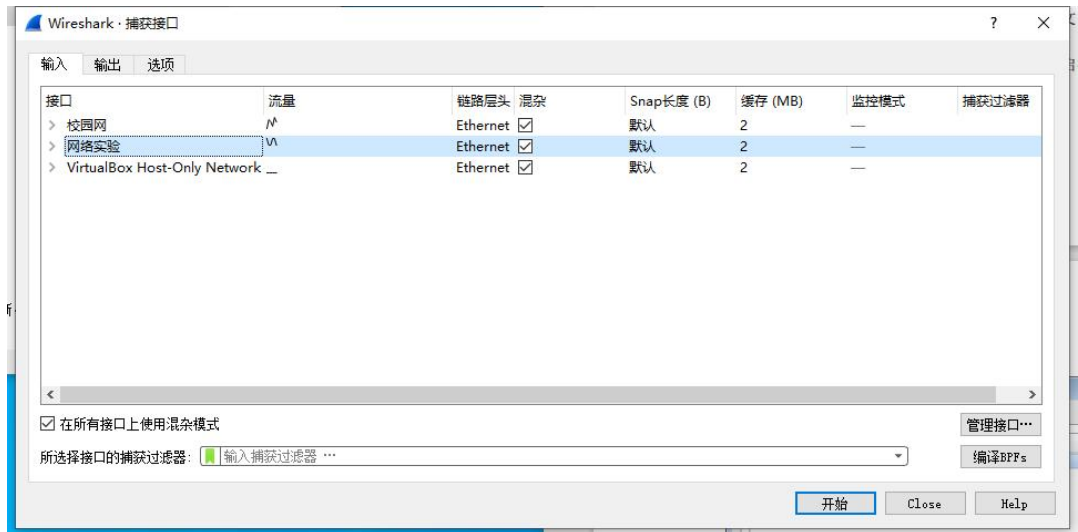 Wireshark · 捕获接口
输入 输出 选项
接口 流量 链路层头 混杂 Snap长度 (B) 缓存 (MB) 监控模式 捕获过滤器
校园网 Ethernet 默认 2 —
网络实验 Ethernet 默认 2 —
VirtualBox Host-Only Network Ethernet 默认 2 —
在所有接口上使用混杂模式
管理接口…
所选择接口的捕获过滤器: 输入捕获过滤器 …
编译BPFs
开始 Close Help